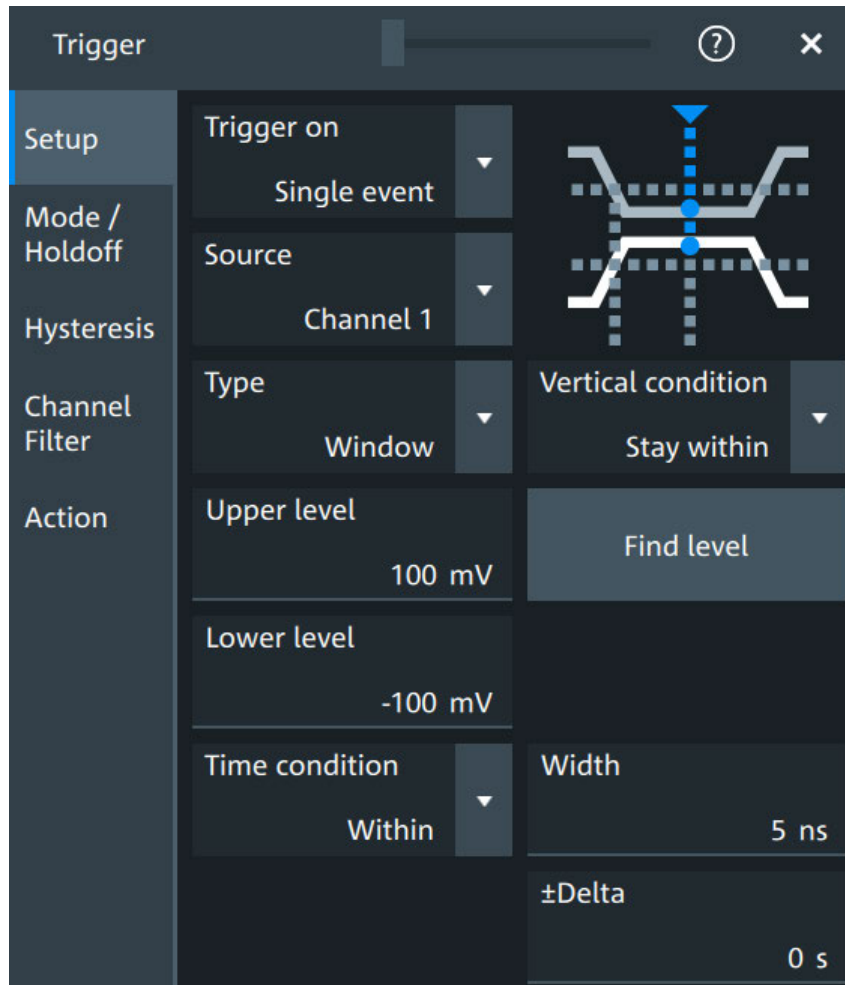 Trigger
?
Setup
Mode /
Holdoff
Hysteresis
Channel
Filter
Action
Trigger on
Single event
Source
Channel 1
Type
Window
Vertical condition
Stay within
Upper level
100 mV
Find level
Lower level
-100 mV
Time condition
Within
Width
5 ns
±Delta
0 s